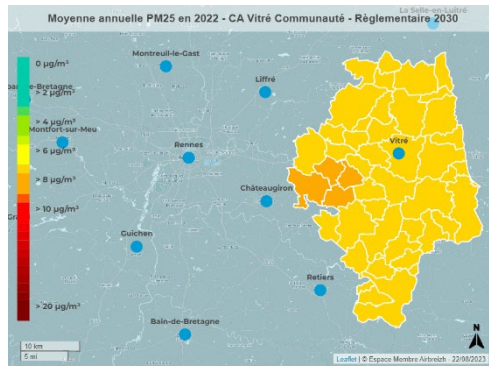 Moyenne annuelle PM25 en 2022 - CA Vitré Communauté - Règlementaire 2030
La Selle-en-Luitré
Montreuil-le-Gast
0 µg/m³
Liffré
-de-Bretagne
> 2 µg/m³
> 4 µg/m³
Montfort-sur-Meu
Vitré
Rennes
> 6 µg/m³
> 8 µg/m³
Châteaugiron
> 10 µg/m³
Guichen
Retiers
> 20 µg/m³
Bain-de-Bretagne
N
10 km
5 mi
Leaflet | © Espace Membre Airbreizh - 22/08/2023